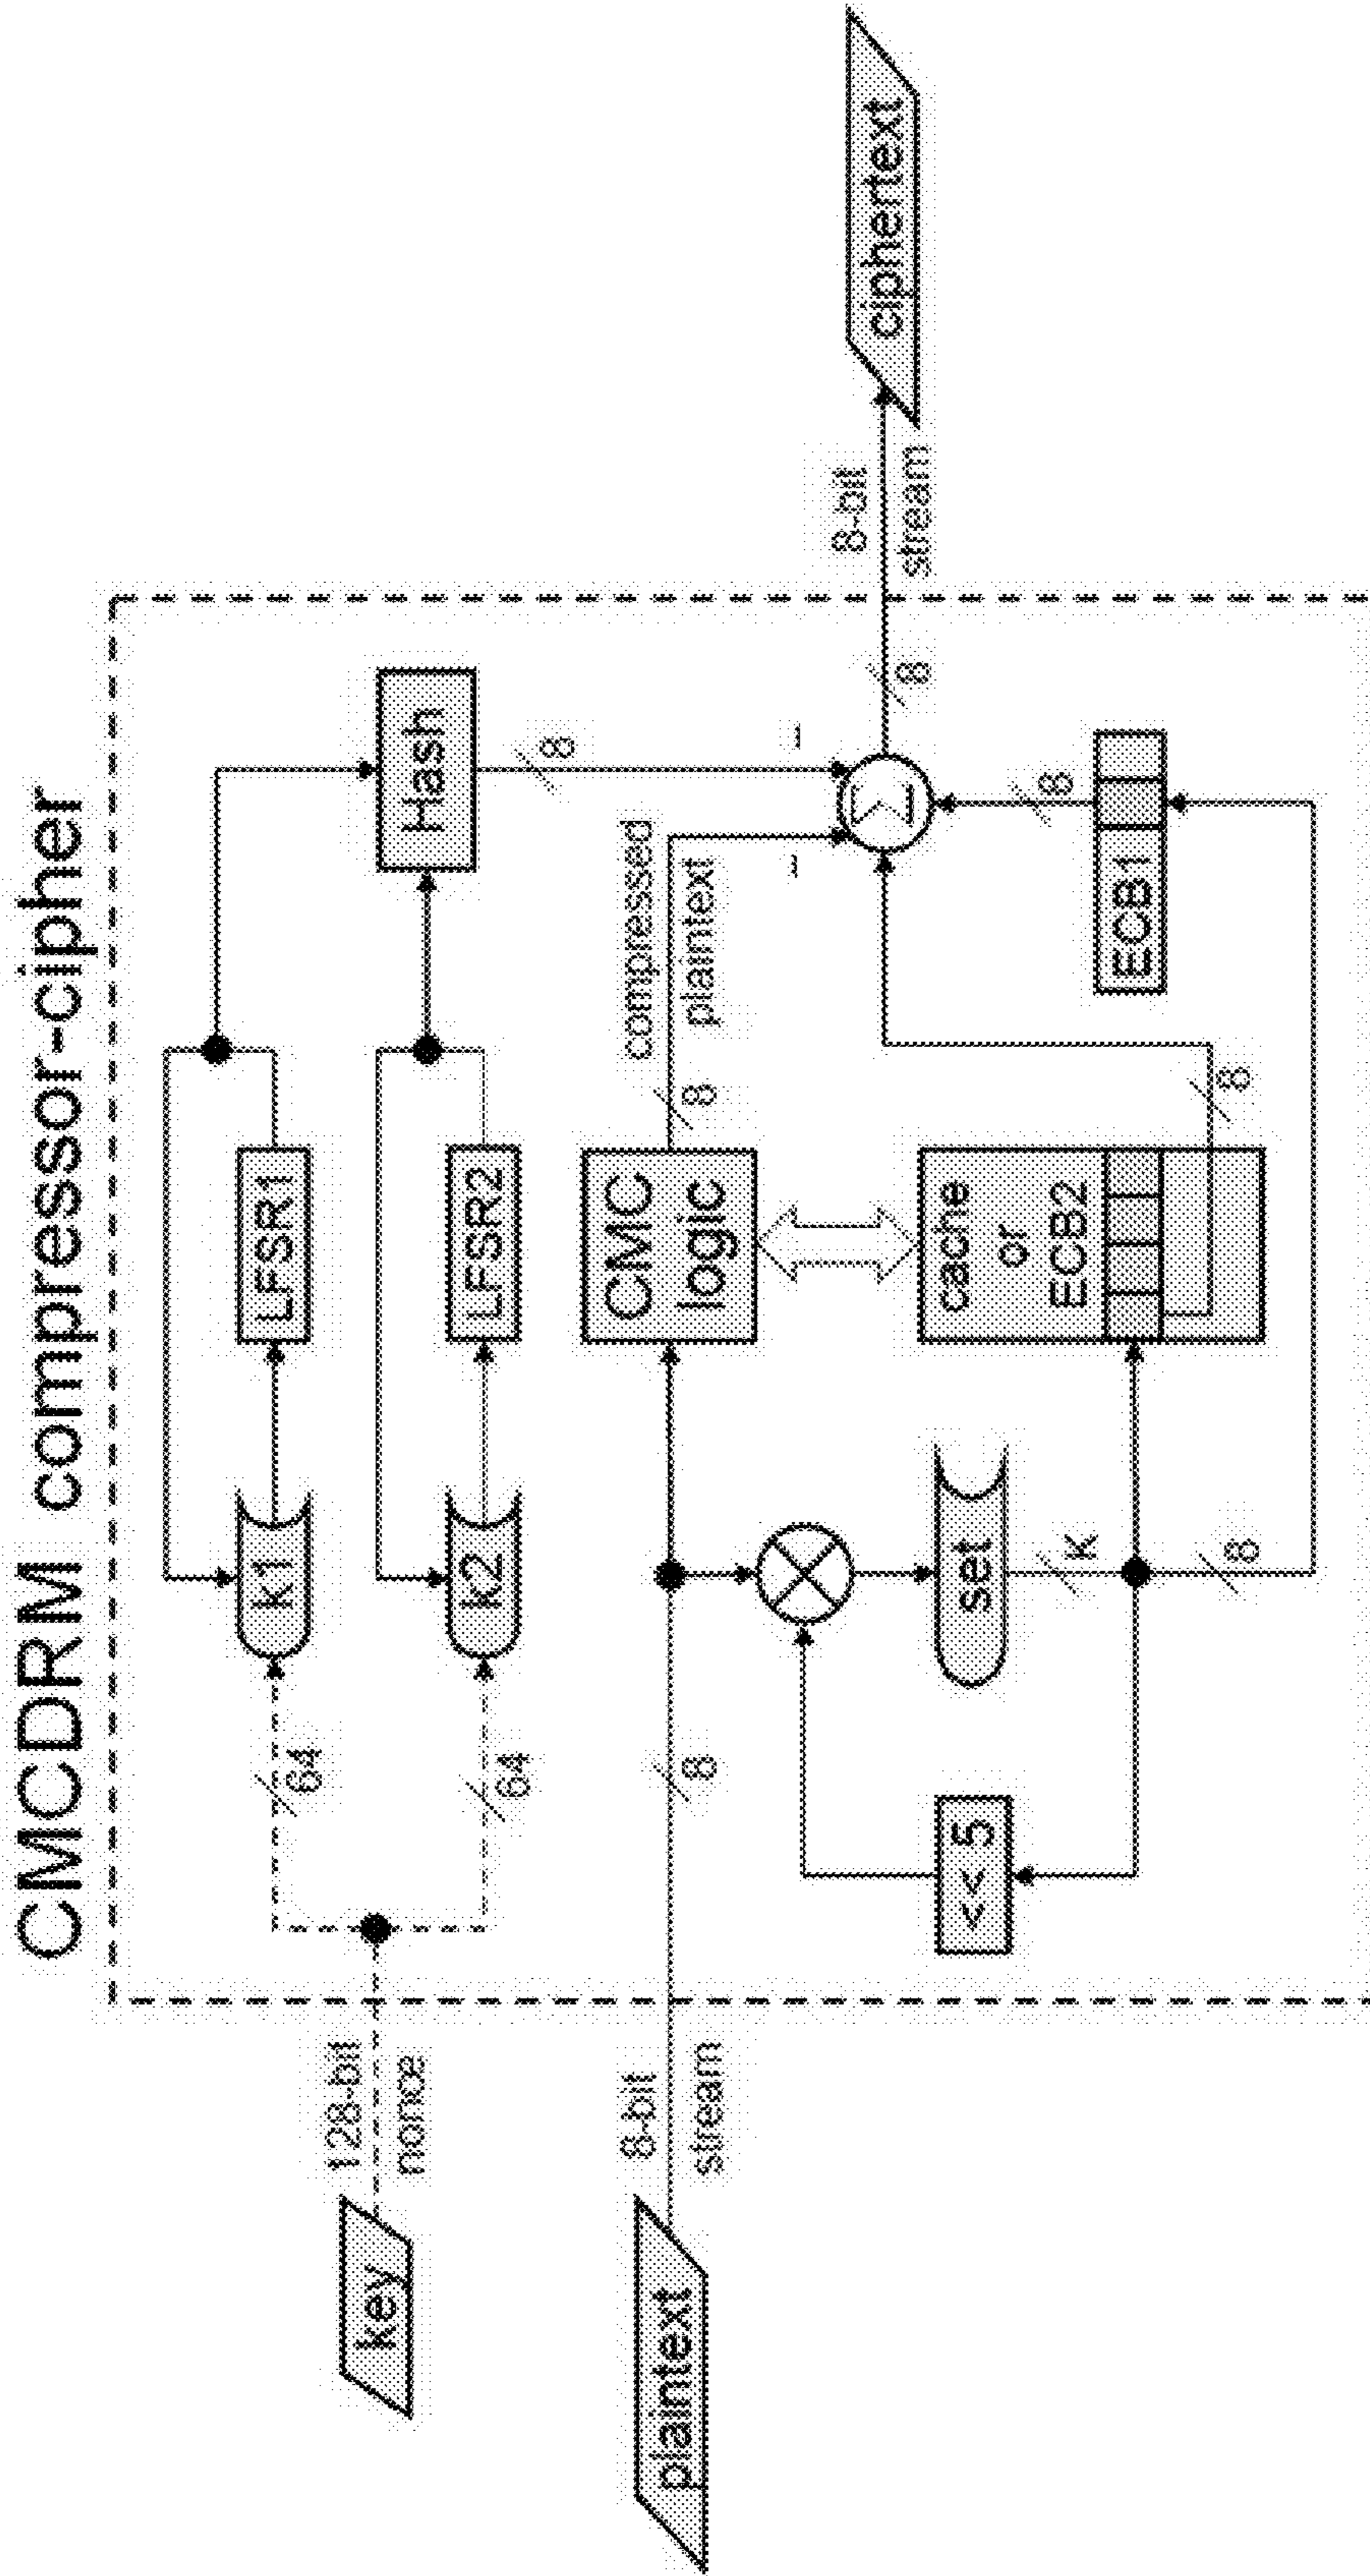 CMCDRM compressor-cipher
key
128-bit
nonce
64
64
k1
k2
LFSR1
LFSR2
Hash
8
plaintext
8-bit
stream
8
CMC
logic
8
compressed
plaintext
-
-
Σ
8
8-bit
stream
ciphertext
<< 5
set
K
8
cache
or
ECB2
8
ECB1
8